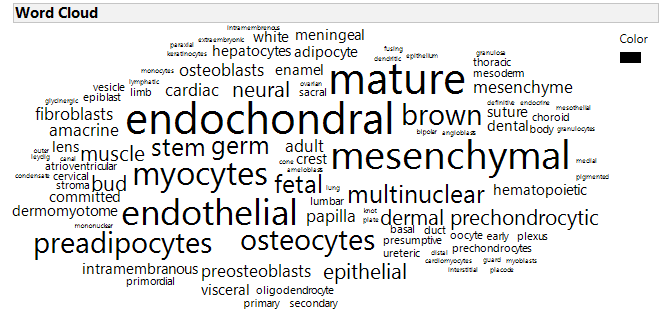 Word Cloud
Color
intramembrenous
white meningeal
paraxial extraembryonic
keratinocytes hepatocytes adipocyte
fusing
dendritic epithelium
granulosa
thoracic
monocytes osteoblasts enamel mature mesoderm
vesicle lymphatic cardiac neural ovarian mesenchyme
limb sacral
glycinergic epiblast
fibroblasts endochondral brown definitive endocrine
suture choroid mesothelial
amacrine dental body granulocytes
bipolar angioblasts
outer lens muscle stem germ adult mesenchymal
leydig canal cone crest medial
atrioventricular ameloblasts
condensate cervical myocytes pigmented
stroma bud fetal lung multinuclear hematopoietic
committed lumbar
dermomyotome endothelial papilla knot dermal prechondrocytic
plate
mononuclear basal duct oocyte early plexus
preadipocytes osteocytes presumptive prechondrocytes
ureteric distal guard myoblasts
cardiomyocytes
intramembranous preosteoblasts epithelial interstitial placode
primordial
visceral oligodendrocyte
primary secondary